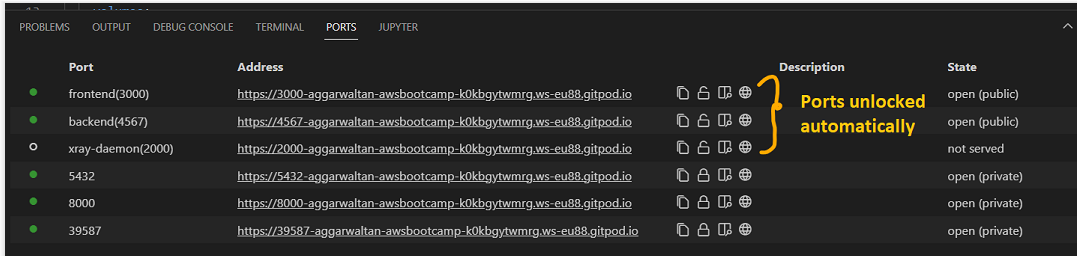 PROBLEMS OUTPUT DEBUG CONSOLE TERMINAL PORTS JUPYTER
Port Address Description State
frontend(3000) https://3000-aggarwaltan-awsbootcamp-k0kbgytwmrg.ws-eu88.gitpod.io open (public)
backend(4567) https://4567-aggarwaltan-awsbootcamp-k0kbgytwmrg.ws-eu88.gitpod.io open (public)
xray-daemon(2000) https://2000-aggarwaltan-awsbootcamp-k0kbgytwmrg.ws-eu88.gitpod.io not served
5432 https://5432-aggarwaltan-awsbootcamp-k0kbgytwmrg.ws-eu88.gitpod.io open (private)
8000 https://8000-aggarwaltan-awsbootcamp-k0kbgytwmrg.ws-eu88.gitpod.io open (private)
39587 https://39587-aggarwaltan-awsbootcamp-k0kbgytwmrg.ws-eu88.gitpod.io open (private)
Ports unlocked
automatically